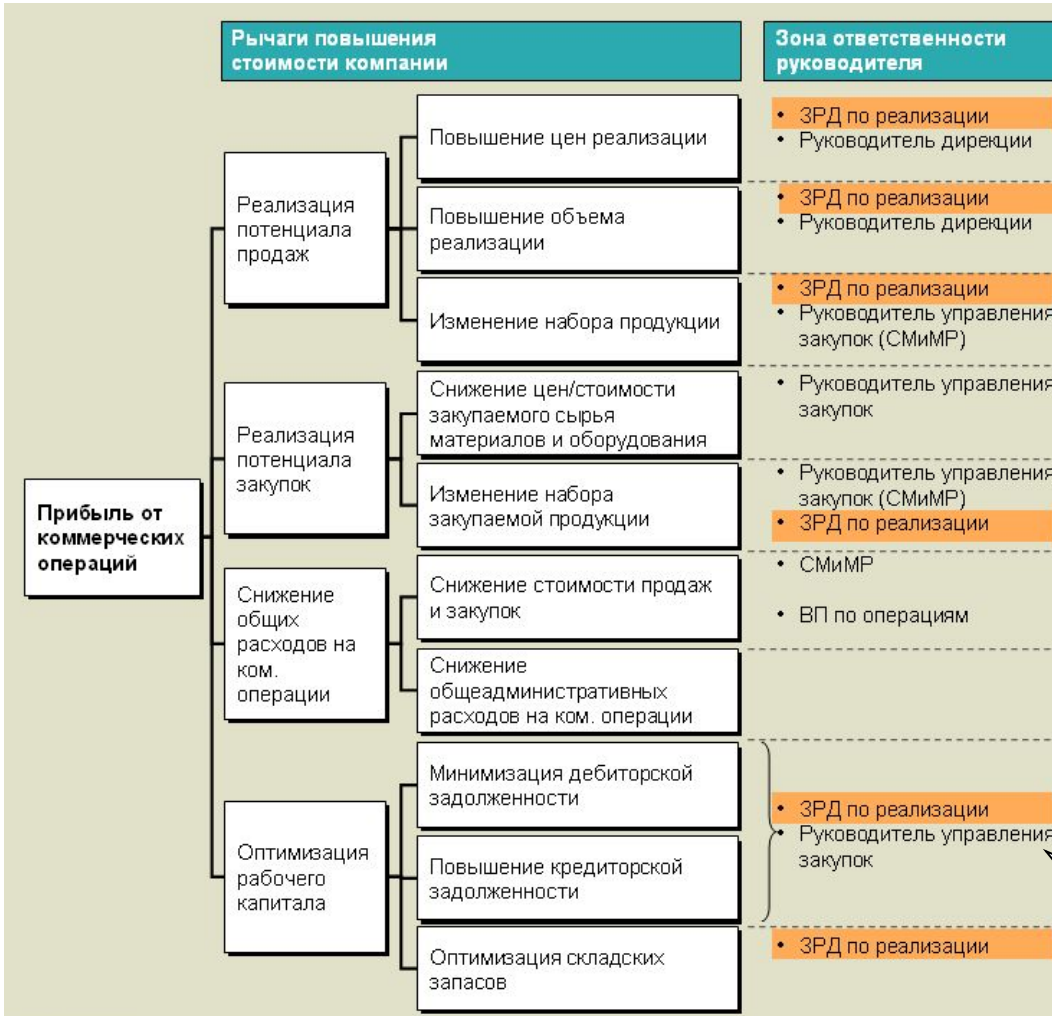 Рычаги повышения
стоимости компании
Зона ответственности
руководителя
Прибыль от
коммерческих
операций
Реализация
потенциала
продаж
Повышение цен реализации
• ЗРД по реализации
• Руководитель дирекции
Повышение объема
реализации
• ЗРД по реализации
• Руководитель дирекции
Изменение набора продукции
• ЗРД по реализации
• Руководитель управления
закупок (СМиМР)
Реализация
потенциала
закупок
Снижение цен/стоимости
закупаемого сырья
материалов и оборудования
• Руководитель управления
закупок
Изменение набора
закупаемой продукции
• Руководитель управления
закупок (СМиМР)
• ЗРД по реализации
Снижение
общих
расходов на
ком.
операции
Снижение стоимости продаж
и закупок
• СМиМР
• ВП по операциям
Снижение
общеадминистративных
расходов на ком. операции
Оптимизация
рабочего
капитала
Минимизация дебиторской
задолженности
Повышение кредиторской
задолженности
• ЗРД по реализации
• Руководитель управления
закупок
Оптимизация складских
запасов
• ЗРД по реализации